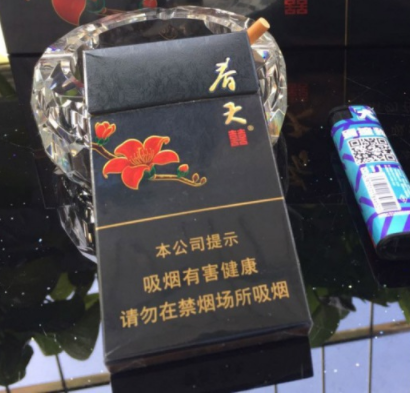 春天
囍
本公司提示
吸烟有害健康
请勿在禁烟场所吸烟